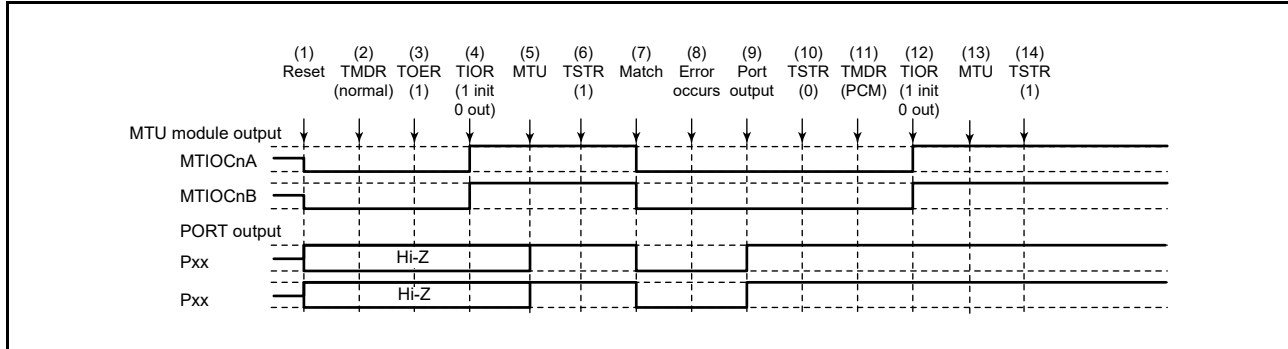 (1) (2) (3) (4) (5) (6) (7) (8) (9) (10) (11) (12) (13) (14)
Reset TMDR TOER TIOR MTU TSTR Match Error Port TSTR TMDR TIOR MTU TSTR
(normal) (1) (1 init (1) occurs output (0) (PCM) (1 init (1)
0 out) 0 out)
MTU module output
MTIOCnA
MTIOCnB
PORT output
Pxx Hi-Z
Pxx Hi-Z